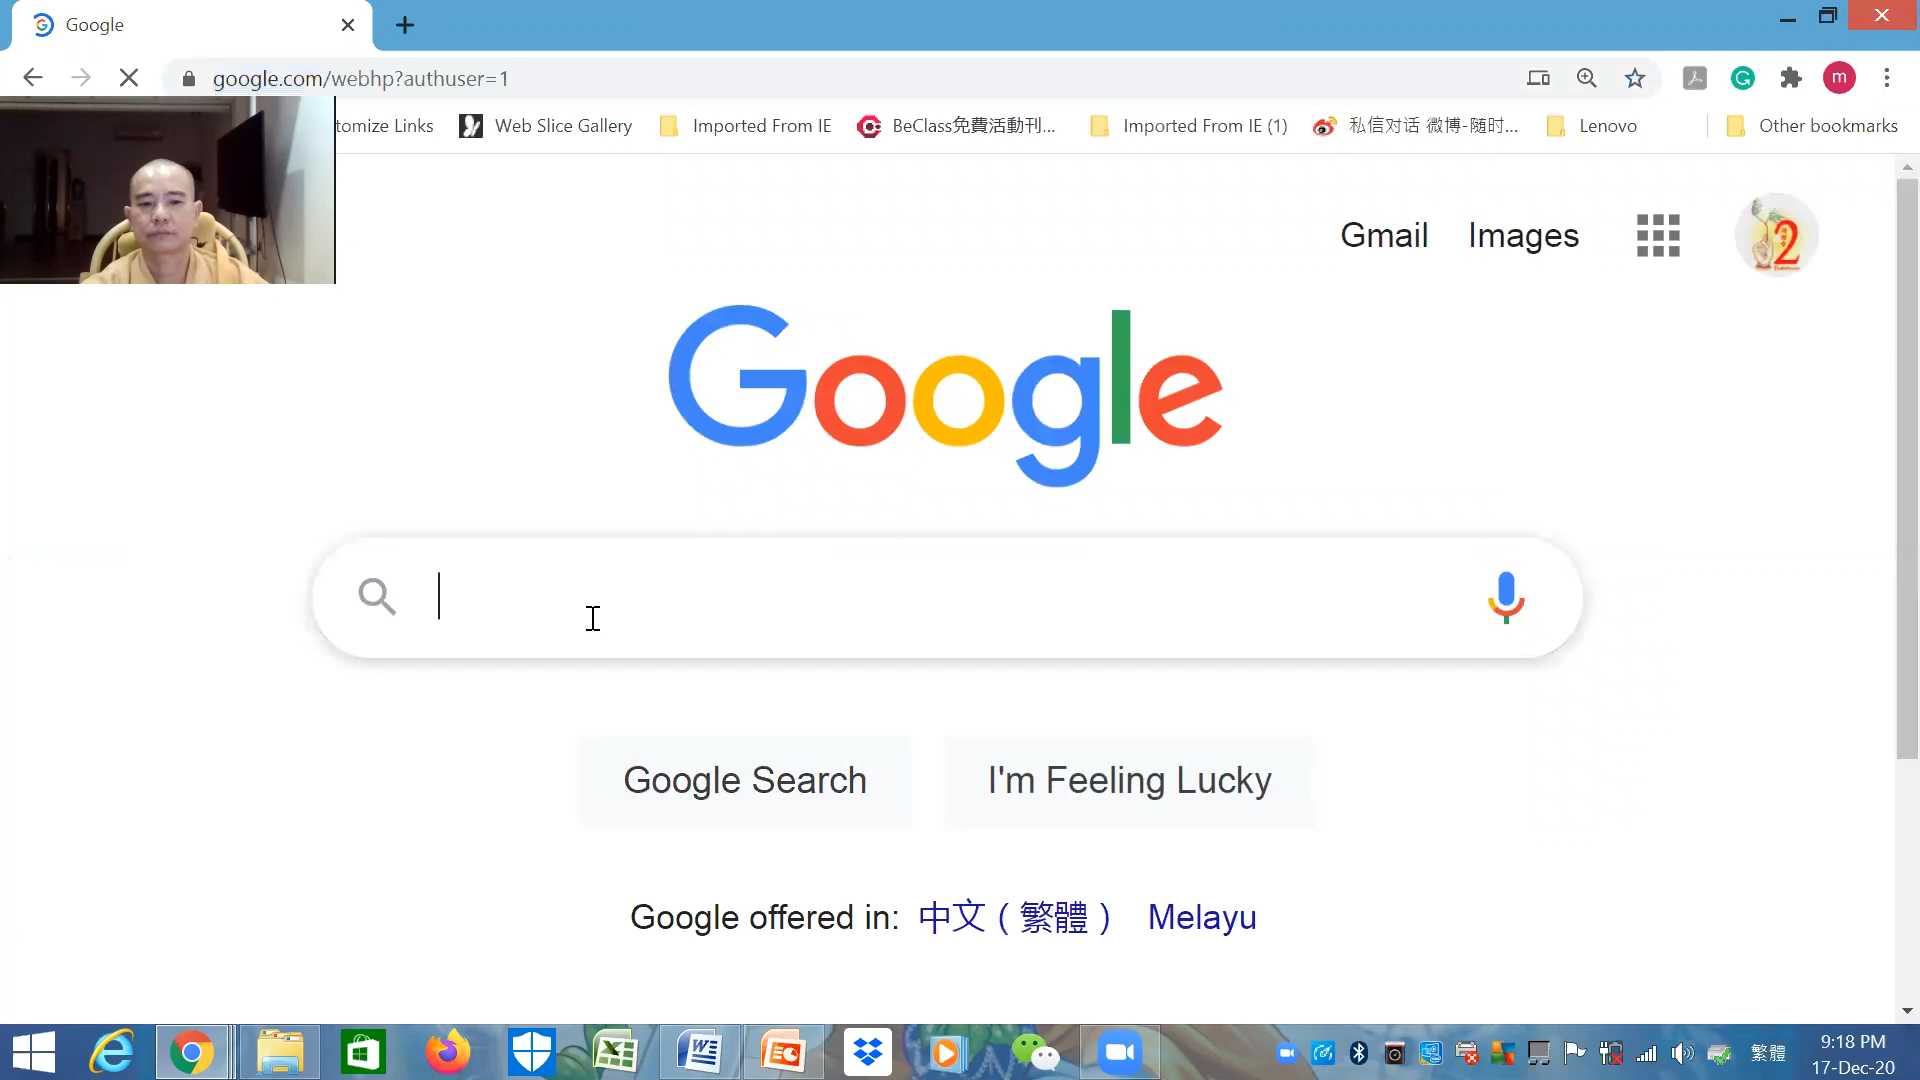 Google
google.com/webhp?authuser=1
m
tomize Links
Web Slice Gallery
Imported From IE
BeClass免費活動刊...
Imported From IE (1)
私信对话 微博-随时...
Lenovo
Other bookmarks
Gmail
Images
2
Google
Google Search
I'm Feeling Lucky
Google offered in: 中文 ( 繁體 ) Melayu
繁體
9:18 PM
17-Dec-20